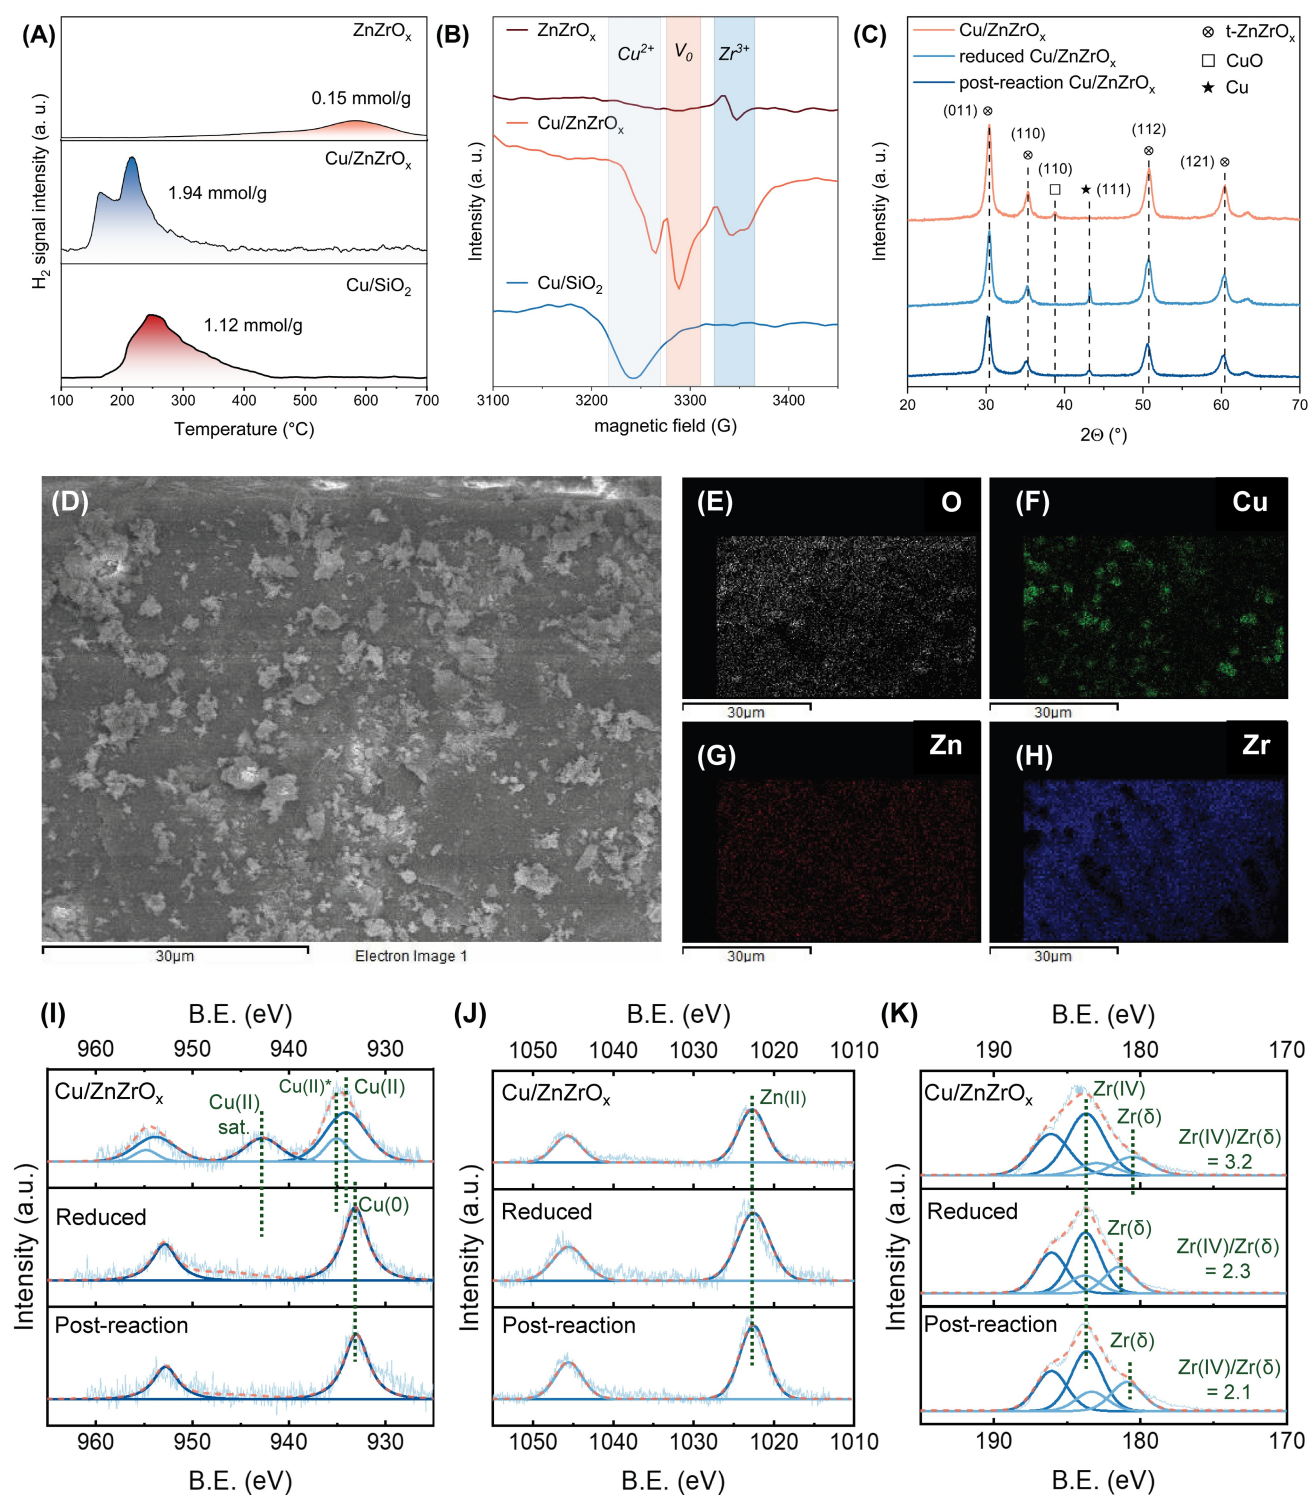 (A)
ZnZrOx
0.15 mmol/g
Cu/ZnZrOx
1.94 mmol/g
Cu/SiO2
1.12 mmol/g
H2 signal intensity (a. u.)
100 200 300 400 500 600 700
Temperature (°C)
(B)
ZnZrOx
Cu2+
V0
Zr3+
Cu/ZnZrOx
Cu/SiO2
Intensity (a. u.)
3100 3200 3300 3400
magnetic field (G)
(C)
Cu/ZnZrOx
reduced Cu/ZnZrOx
post-reaction Cu/ZnZrOx
⊗ t-ZnZrOx
□ CuO
★ Cu
(011) ⊗
(110)
⊗
(110)
□
★ (111)
(112)
⊗
(121) ⊗
Intenstiy (a. u.)
20 30 40 50 60 70
2Θ (°)
(D)
30µm
Electron Image 1
(E)
O
30µm
(F)
Cu
30µm
(G)
Zn
30µm
(H)
Zr
30µm
(I)
B.E. (eV)
960 950 940 930
Cu/ZnZrOx
Cu(II)
sat.
Cu(II)*
Cu(II)
Reduced
Cu(0)
Post-reaction
Intensity (a.u.)
960 950 940 930
B.E. (eV)
(J)
B.E. (eV)
1050 1040 1030 1020 1010
Cu/ZnZrOx
Zn(II)
Reduced
Post-reaction
Intensity (a.u.)
1050 1040 1030 1020 1010
B.E. (eV)
(K)
B.E. (eV)
190 180 170
Cu/ZnZrOx
Zr(IV)
Zr(δ)
Zr(IV)/Zr(δ)
= 3.2
Reduced
Zr(δ)
Zr(IV)/Zr(δ)
= 2.3
Post-reaction
Zr(δ)
Zr(IV)/Zr(δ)
= 2.1
Intensity (a.u.)
190 180 170
B.E. (eV)